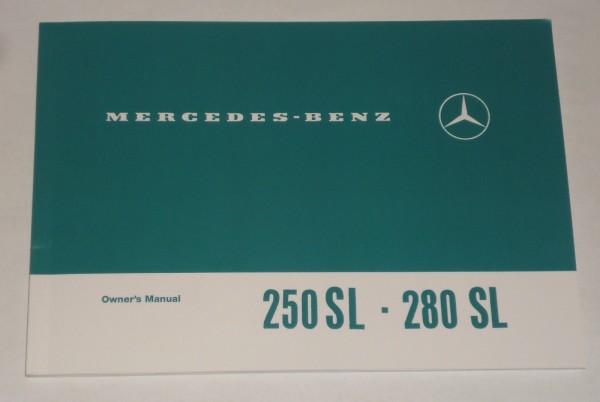 MERCEDES-BENZ
Owner's Manual
250 SL · 280 SL